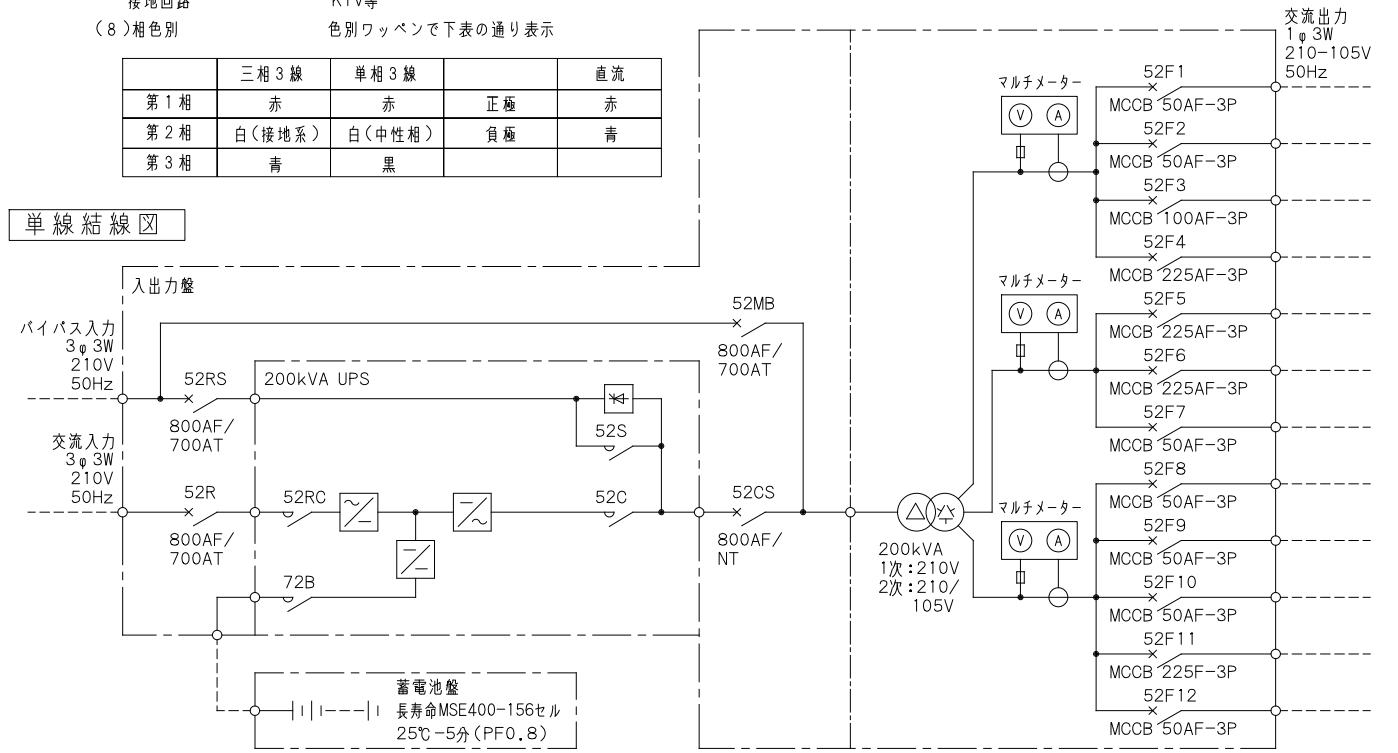 接地回路 KIV等
(8)相色別 色別ワッペンで下表の通り表示
三相3線 単相3線 直流
第1相 赤 赤 正極 赤
第2相 白(接地系) 白(中性相) 負極 青
第3相 青 黒
単線結線図
入出力盤
バイパス入力
3φ3W
210V
50Hz
52RS
800AF/
700AT
交流入力
3φ3W
210V
50Hz
52R
800AF/
700AT
200kVA UPS
52RC
72B
52S
52C
52MB
800AF/
700AT
52CS
800AF/
NT
蓄電池盤
長寿命MSE400-156セル
25℃-5分(PF0.8)
200kVA
1次:210V
2次:210/
105V
マルチメーター
V A
マルチメーター
V A
マルチメーター
V A
交流出力
1φ3W
210-105V
50Hz
52F1
MCCB 50AF-3P
52F2
MCCB 50AF-3P
52F3
MCCB 100AF-3P
52F4
MCCB 225AF-3P
52F5
MCCB 225AF-3P
52F6
MCCB 225AF-3P
52F7
MCCB 50AF-3P
52F8
MCCB 50AF-3P
52F9
MCCB 50AF-3P
52F10
MCCB 50AF-3P
52F11
MCCB 225F-3P
52F12
MCCB 50AF-3P